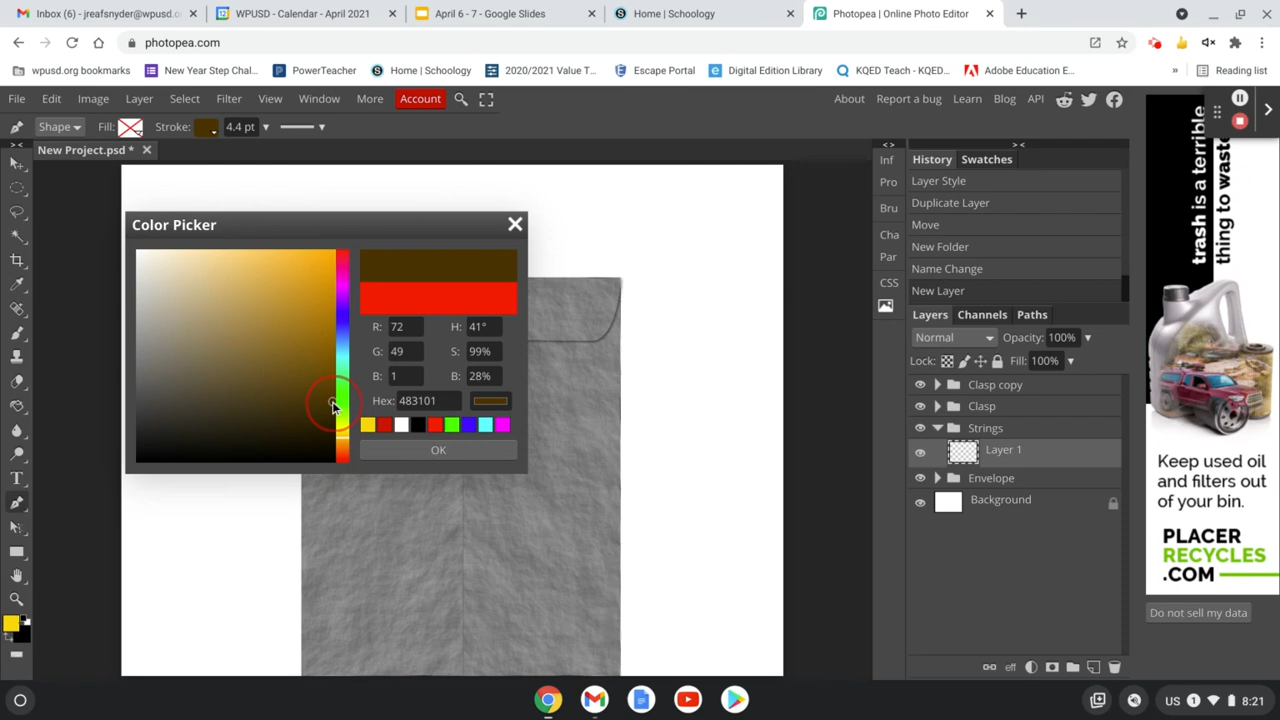 Inbox (6) - jreafsnyder@wpusd.o
WPUSD - Calendar - April 2021
April 6 - 7 - Google Slides
Home | Schoology
Photopea | Online Photo Editor
photopea.com
wpusd.org bookmarks
New Year Step Chal...
PowerTeacher
Home | Schoology
2020/2021 Value T...
Escape Portal
Digital Edition Library
KQED Teach - KQED...
Adobe Education E...
»
Reading list
File Edit Image Layer Select Filter View Window More Account
About Report a bug Learn Blog API
Shape Fill: Stroke: 4.4 pt
New Project.psd *
Color Picker
R: 72 H: 41°
G: 49 S: 99%
B: 1 B: 28%
Hex: 483101
OK
Inf
Pro
Bru
Cha
Par
CSS
History Swatches
Layer Style
Duplicate Layer
Move
New Folder
Name Change
New Layer
Layers Channels Paths
Normal Opacity: 100%
Lock: Fill: 100%
Clasp copy
Clasp
Strings
Layer 1
Envelope
Background
eff
trash is a terrible
thing to waste
Keep used oil
and filters out
of your bin.
PLACER
RECYCLES
.COM
Do not sell my data
US 1 8:21